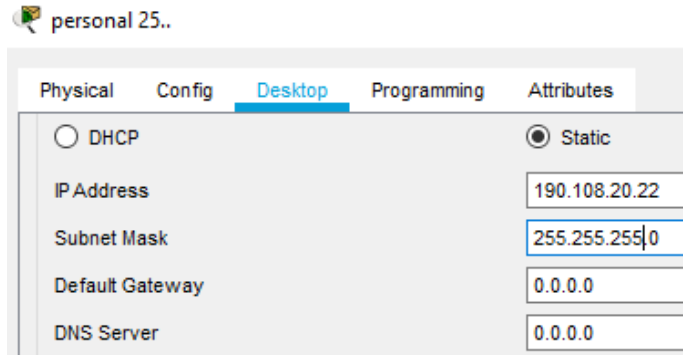 personal 25..
Physical Config Desktop Programming Attributes
DHCP Static
IP Address 190.108.20.22
Subnet Mask 255.255.255.0
Default Gateway 0.0.0.0
DNS Server 0.0.0.0